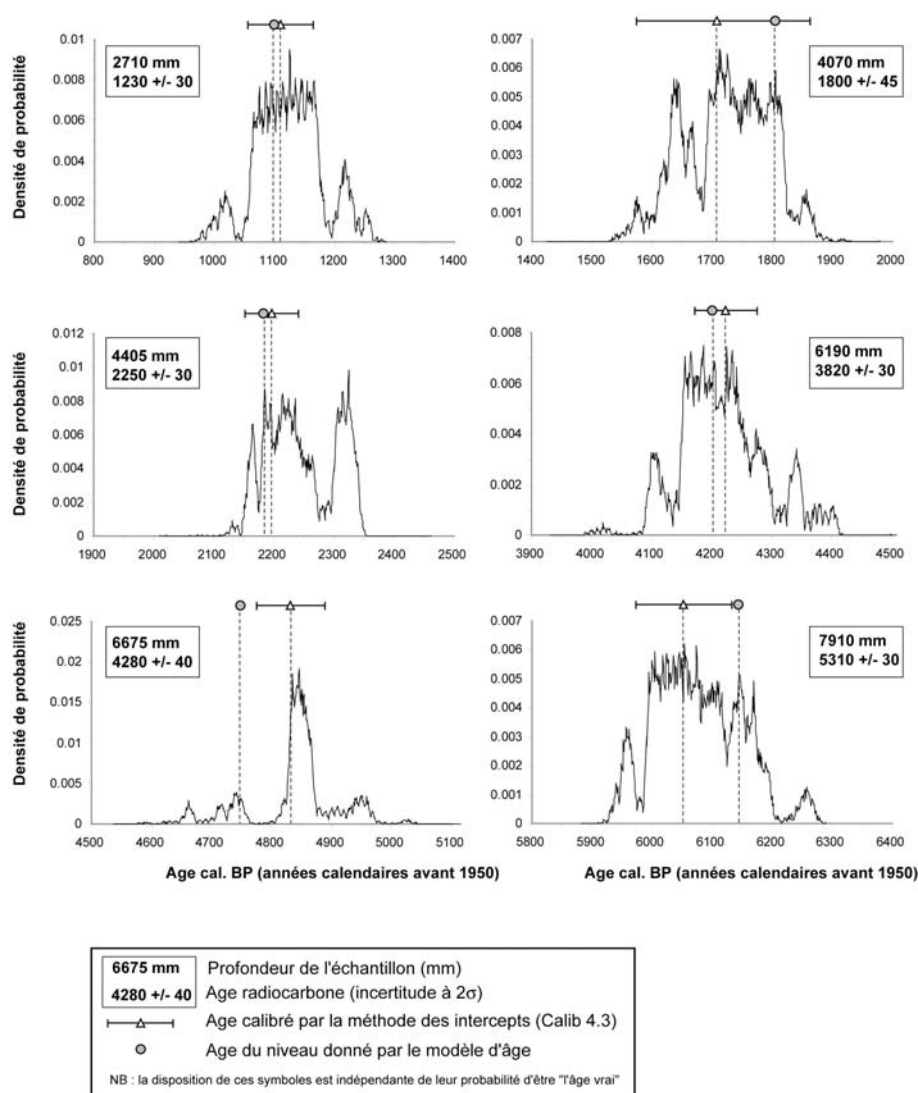 0.01
0.008
0.006
0.004
0.002
0
Densité de probabilité
2710 mm
1230 +/- 30
800 900 1000 1100 1200 1300 1400
0.007
0.006
0.005
0.004
0.003
0.002
0.001
0
4070 mm
1800 +/- 45
1400 1500 1600 1700 1800 1900 2000
0.012
0.01
0.008
0.006
0.004
0.002
0
Densité de probabilité
4405 mm
2250 +/- 30
1900 2000 2100 2200 2300 2400 2500
0.008
0.006
0.004
0.002
0
6190 mm
3820 +/- 30
3900 4000 4100 4200 4300 4400 4500
0.025
0.02
0.015
0.01
0.005
0
Densité de probabilité
6675 mm
4280 +/- 40
4500 4600 4700 4800 4900 5000 5100
0.007
0.006
0.005
0.004
0.003
0.002
0.001
0
7910 mm
5310 +/- 30
5800 5900 6000 6100 6200 6300 6400
Age cal. BP (années calendaires avant 1950)
Age cal. BP (années calendaires avant 1950)
6675 mm Profondeur de l'échantillon (mm)
4280 +/- 40 Age radiocarbone (incertitude à 2σ)
Age calibré par la méthode des intercepts (Calib 4.3)
Age du niveau donné par le modèle d'âge
NB : la disposition de ces symboles est indépendante de leur probabilité d'être "l'âge vrai"